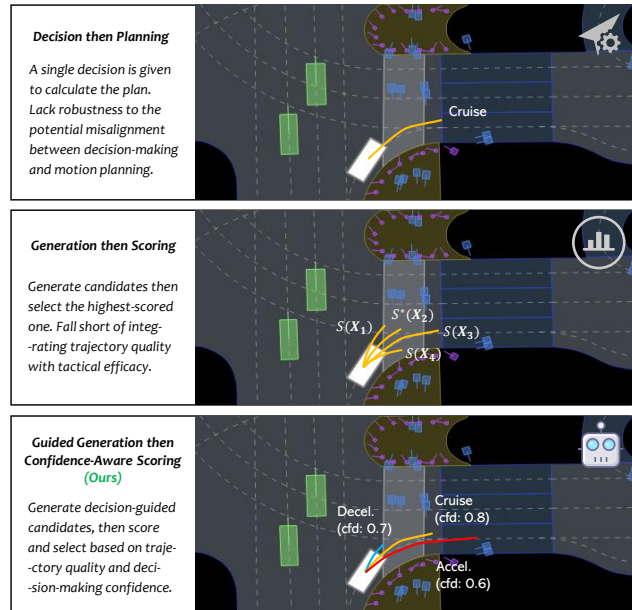 Decision then Planning
A single decision is given
to calculate the plan.
Lack robustness to the
potential misalignment
between decision-making
and motion planning.
Cruise
Generation then Scoring
Generate candidates then
select the highest-scored
one. Fall short of integ-
-rating trajectory quality
with tactical efficacy.
S(X₁)
S*(X₂)
S(X₃)
S(X₄)
Guided Generation then
Confidence-Aware Scoring
(Ours)
Generate decision-guided
candidates, then score
and select based on traje-
-ctory quality and deci-
-sion-making confidence.
Decel.
(cfd: 0.7)
Cruise
(cfd: 0.8)
Accel.
(cfd: 0.6)